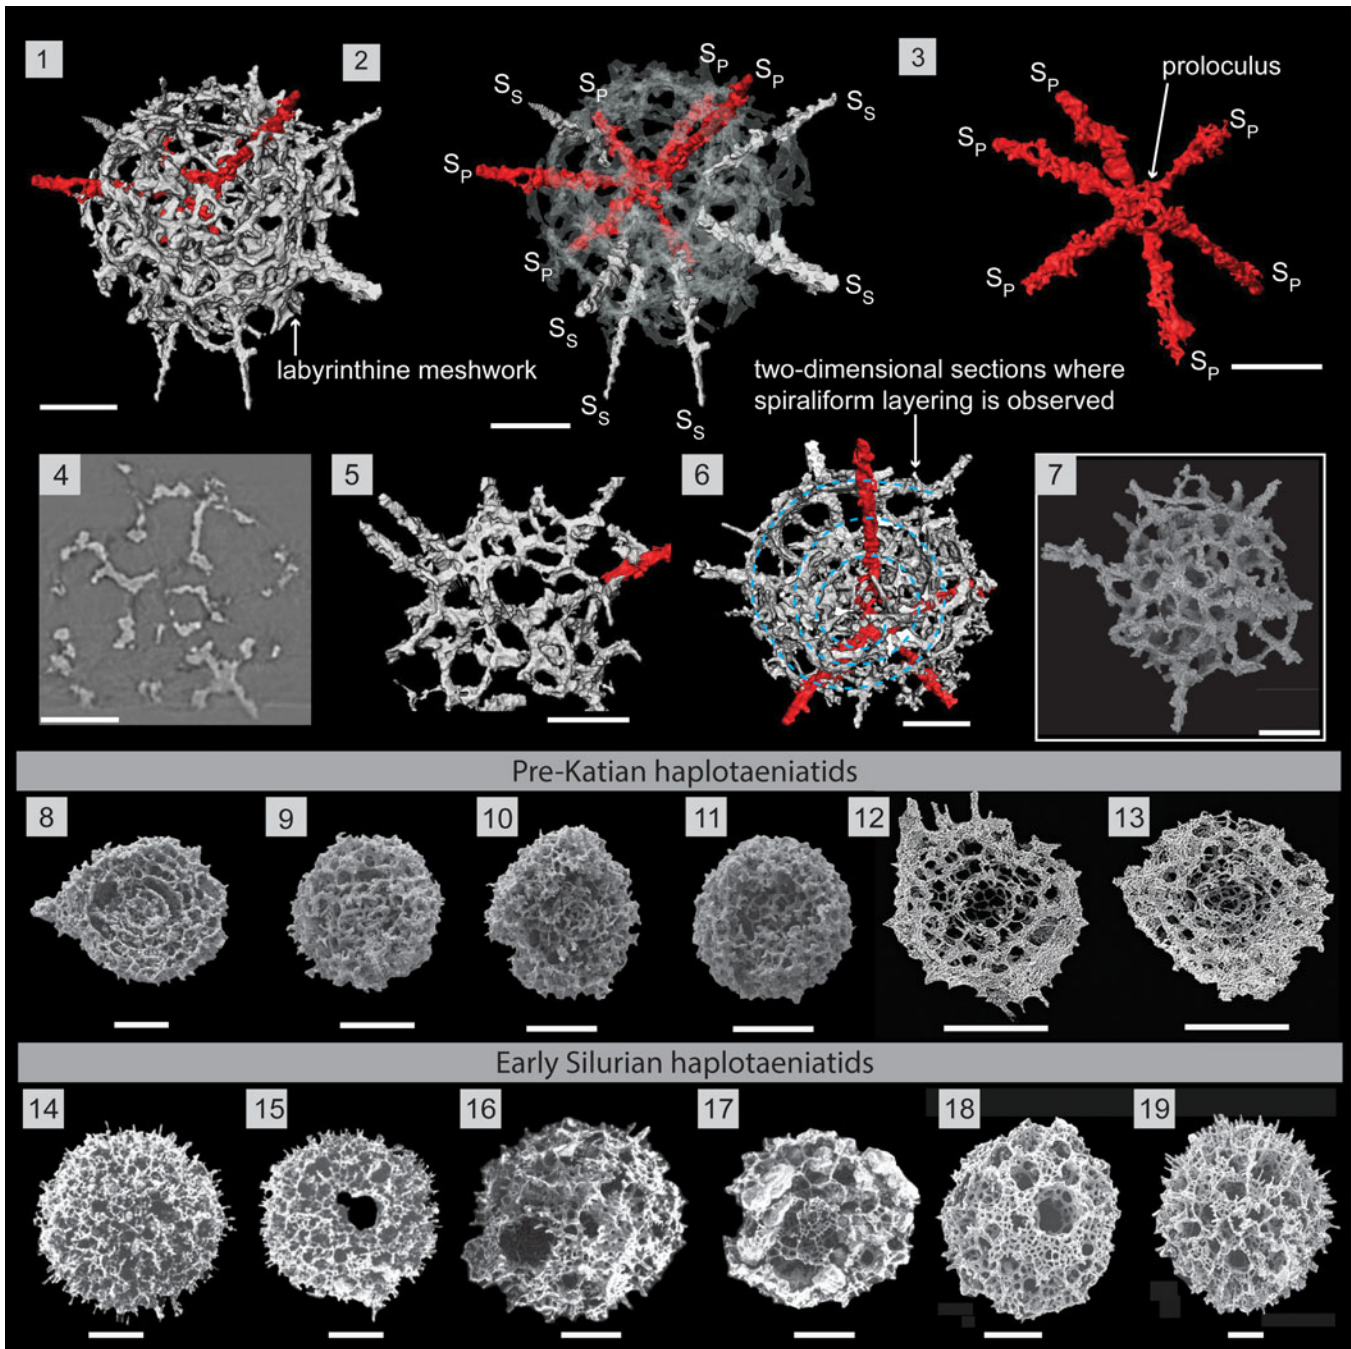 1
2
3
S_P
S_P
proloculus
S_S
S_P
S_S
S_P
S_P
S_P
S_P
S_P
S_P
S_S
S_P
S_P
S_S
S_P
labyrinthine meshwork
two-dimensional sections where
spiraliform layering is observed
S_S
S_S
4
5
6
7
Pre-Katian haplotaeniatids
8
9
10
11
12
13
Early Silurian haplotaeniatids
14
15
16
17
18
19